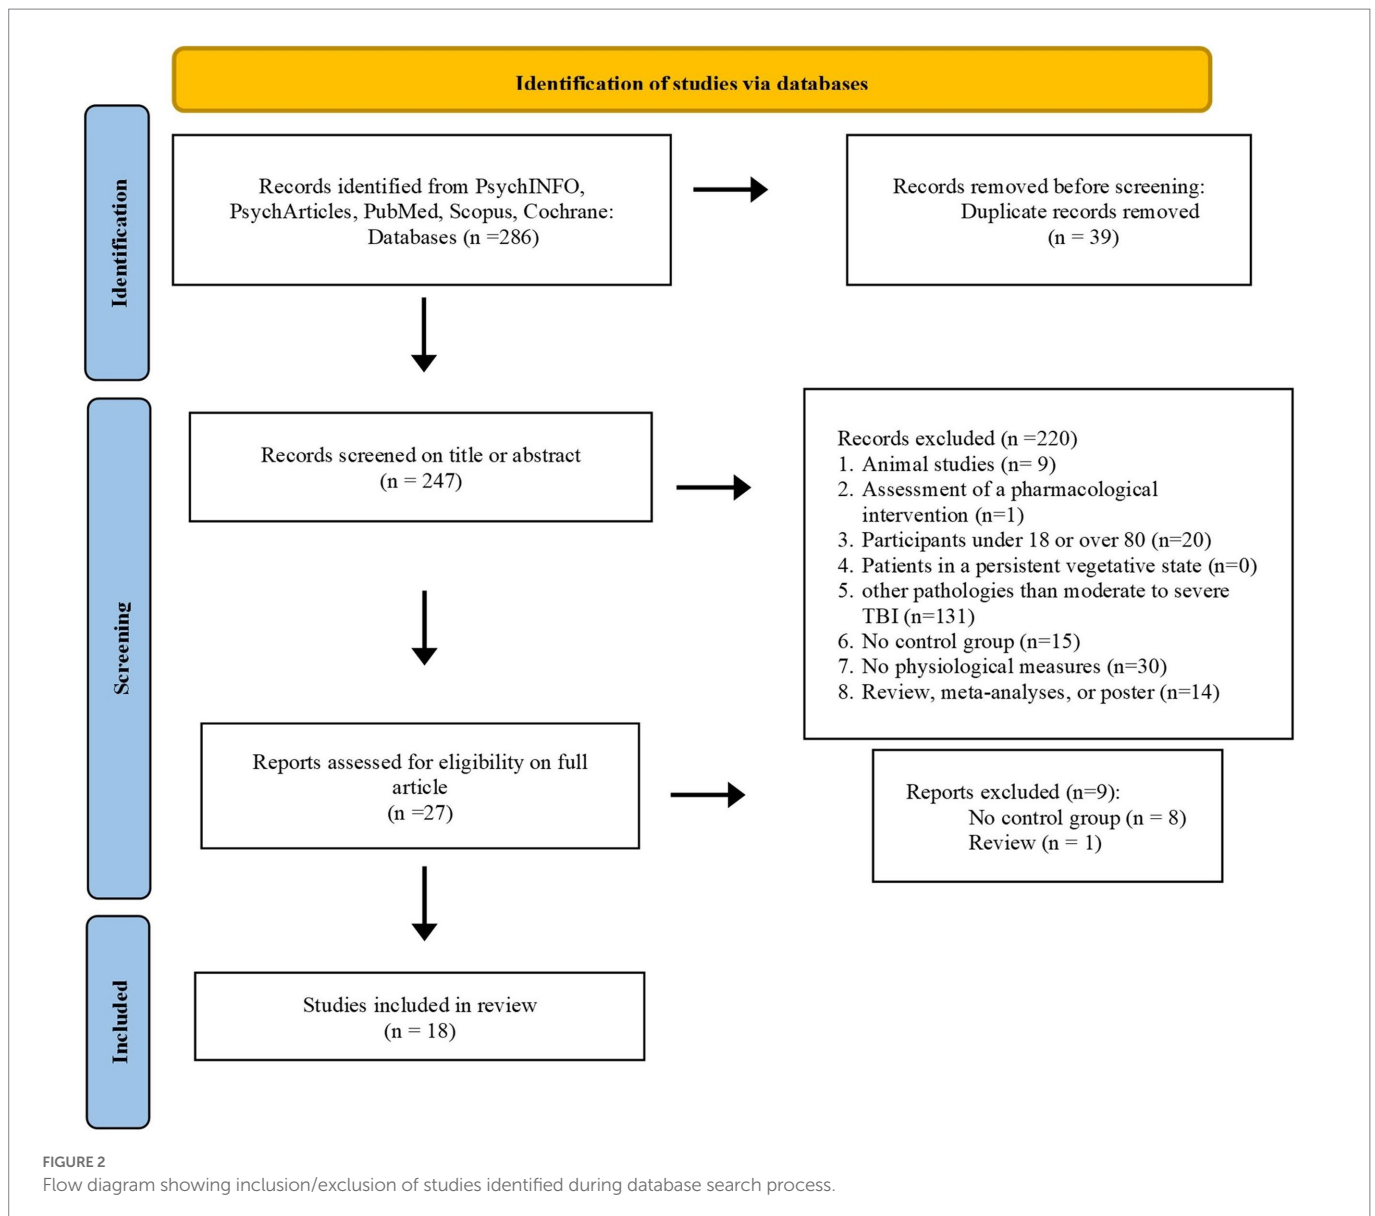 Identification of studies via databases
Identification
Records identified from PsychINFO,
PsychArticles, PubMed, Scopus, Cochrane:
Databases (n =286)
Records removed before screening:
Duplicate records removed
(n = 39)
Screening
Records screened on title or abstract
(n = 247)
Records excluded (n =220)
1. Animal studies (n= 9)
2. Assessment of a pharmacological
intervention (n=1)
3. Participants under 18 or over 80 (n=20)
4. Patients in a persistent vegetative state (n=0)
5. other pathologies than moderate to severe
TBI (n=131)
6. No control group (n=15)
7. No physiological measures (n=30)
8. Review, meta-analyses, or poster (n=14)
Reports assessed for eligibility on full
article
(n =27)
Reports excluded (n=9):
No control group (n = 8)
Review (n = 1)
Included
Studies included in review
(n = 18)
FIGURE 2
Flow diagram showing inclusion/exclusion of studies identified during database search process.